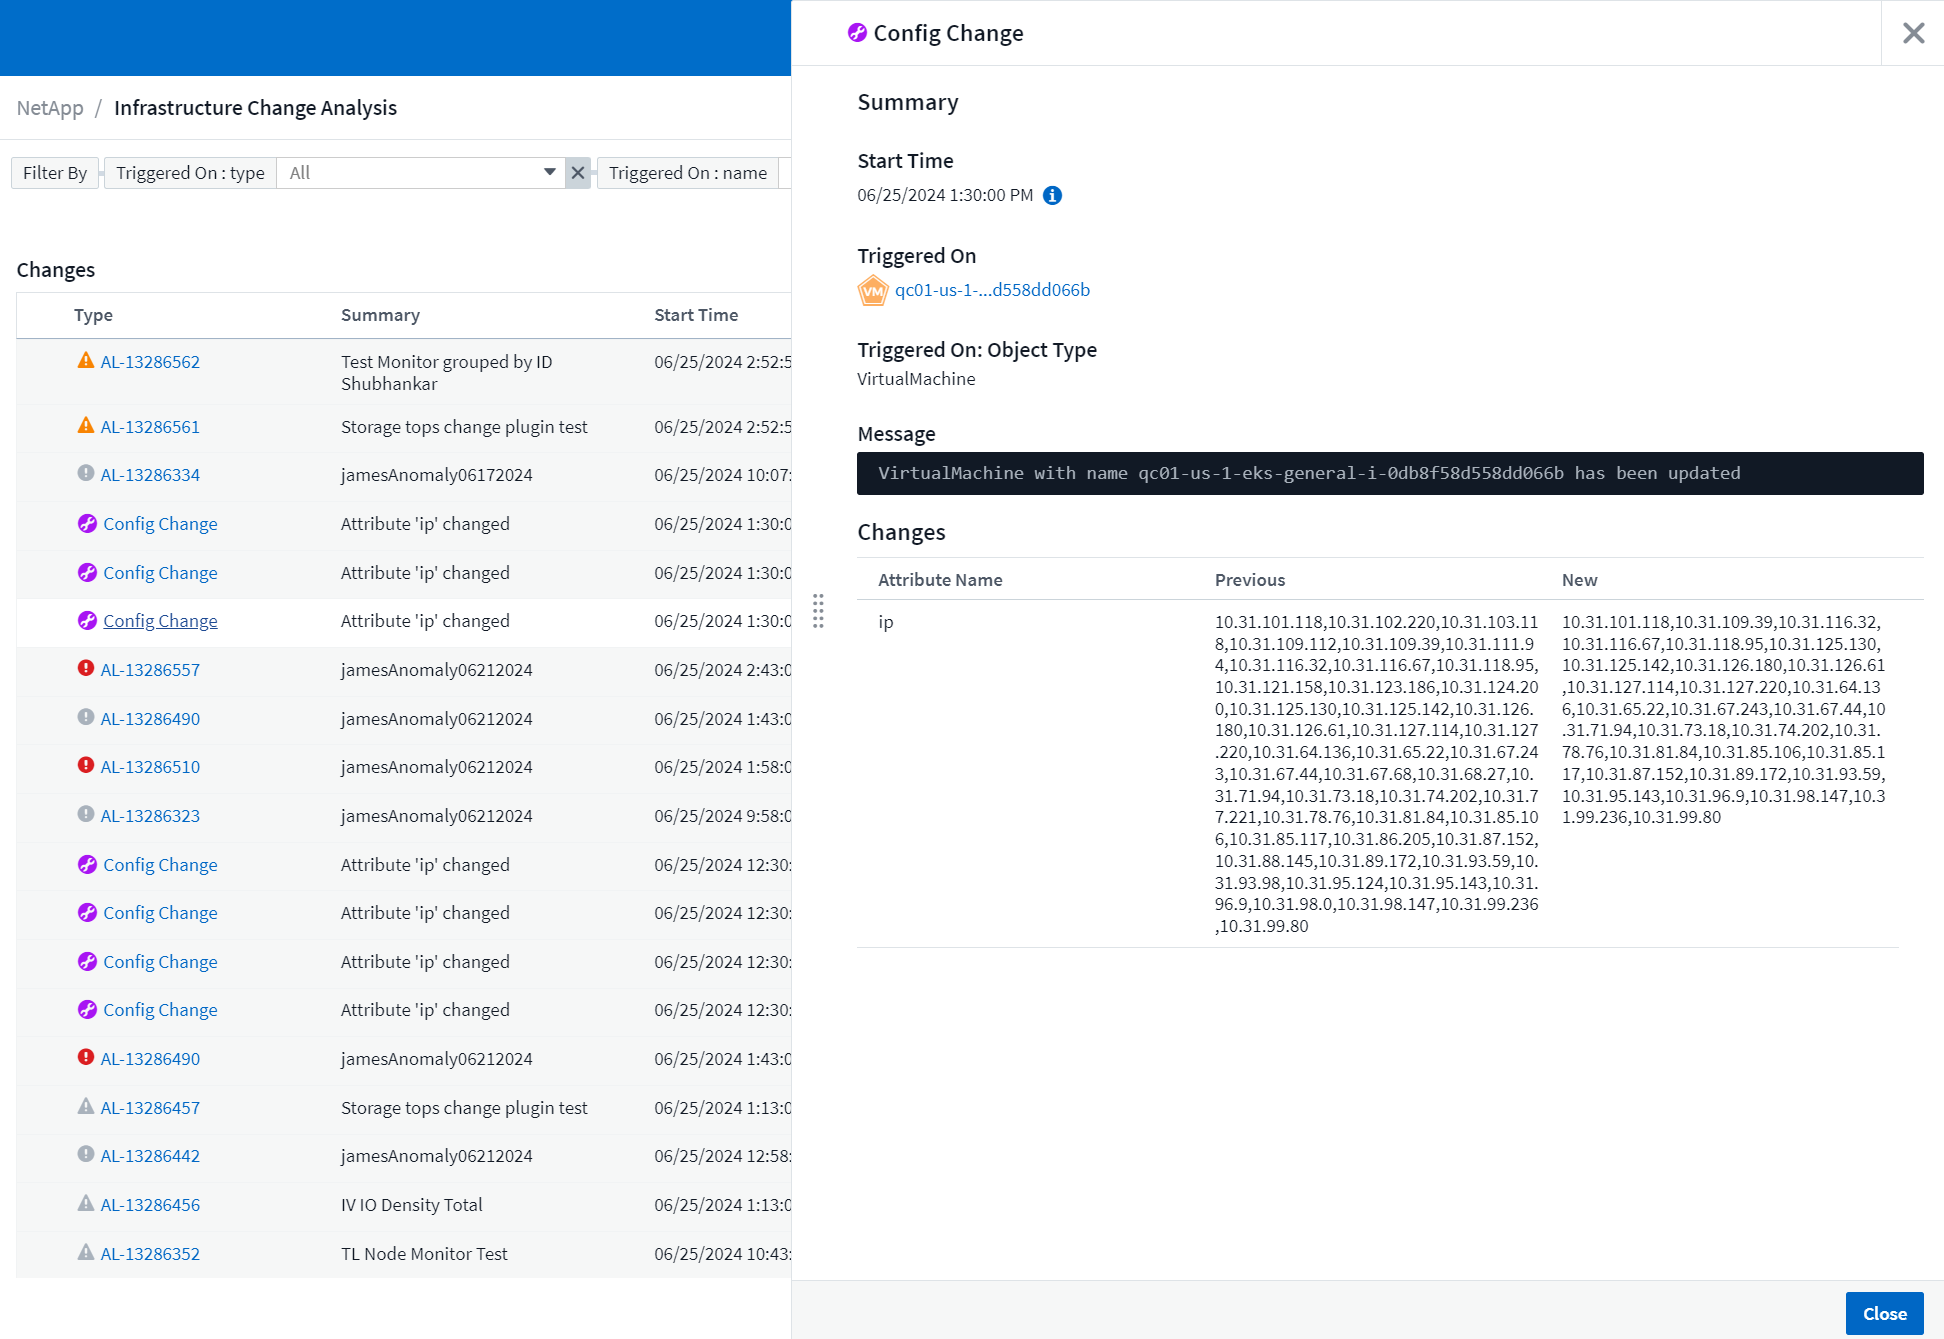 NetApp / Infrastructure Change Analysis
Filter By
Triggered On : type
All
Triggered On : name
Changes
Type Summary Start Time
AL-13286562 Test Monitor grouped by ID 06/25/2024 2:52:5
Shubhankar
AL-13286561 Storage tops change plugin test 06/25/2024 2:52:5
AL-13286334 jamesAnomaly06172024 06/25/2024 10:07:
Config Change Attribute 'ip' changed 06/25/2024 1:30:0
Config Change Attribute 'ip' changed 06/25/2024 1:30:0
Config Change Attribute 'ip' changed 06/25/2024 1:30:0
AL-13286557 jamesAnomaly06212024 06/25/2024 2:43:0
AL-13286490 jamesAnomaly06212024 06/25/2024 1:43:0
AL-13286510 jamesAnomaly06212024 06/25/2024 1:58:0
AL-13286323 jamesAnomaly06212024 06/25/2024 9:58:0
Config Change Attribute 'ip' changed 06/25/2024 12:30:
Config Change Attribute 'ip' changed 06/25/2024 12:30:
Config Change Attribute 'ip' changed 06/25/2024 12:30:
Config Change Attribute 'ip' changed 06/25/2024 12:30:
AL-13286490 jamesAnomaly06212024 06/25/2024 1:43:0
AL-13286457 Storage tops change plugin test 06/25/2024 1:13:0
AL-13286442 jamesAnomaly06212024 06/25/2024 12:58:
AL-13286456 IV IO Density Total 06/25/2024 1:13:0
AL-13286352 TL Node Monitor Test 06/25/2024 10:43:
Config Change
Summary
Start Time
06/25/2024 1:30:00 PM
Triggered On
VM qc01-us-1-...d558dd066b
Triggered On: Object Type
VirtualMachine
Message
VirtualMachine with name qc01-us-1-eks-general-i-0db8f58d558dd066b has been updated
Changes
Attribute Name Previous New
ip
10.31.101.118,10.31.102.220,10.31.103.11
8,10.31.109.112,10.31.109.39,10.31.111.9
4,10.31.116.32,10.31.116.67,10.31.118.95,
10.31.121.158,10.31.123.186,10.31.124.20
0,10.31.125.130,10.31.125.142,10.31.126.
180,10.31.126.61,10.31.127.114,10.31.127
.220,10.31.64.136,10.31.65.22,10.31.67.24
3,10.31.67.44,10.31.67.68,10.31.68.27,10.
31.71.94,10.31.73.18,10.31.74.202,10.31.7
7.221,10.31.78.76,10.31.81.84,10.31.85.10
6,10.31.85.117,10.31.86.205,10.31.87.152,
10.31.88.145,10.31.89.172,10.31.93.59,10.
31.93.98,10.31.95.124,10.31.95.143,10.31.
96.9,10.31.98.0,10.31.98.147,10.31.99.236
,10.31.99.80
10.31.101.118,10.31.109.39,10.31.116.32,
10.31.116.67,10.31.118.95,10.31.125.130,
10.31.125.142,10.31.126.180,10.31.126.61
,10.31.127.114,10.31.127.220,10.31.64.13
6,10.31.65.22,10.31.67.243,10.31.67.44,10
.31.71.94,10.31.73.18,10.31.74.202,10.31.
78.76,10.31.81.84,10.31.85.106,10.31.85.1
17,10.31.87.152,10.31.89.172,10.31.93.59,
10.31.95.143,10.31.96.9,10.31.98.147,10.3
1.99.236,10.31.99.80
Close